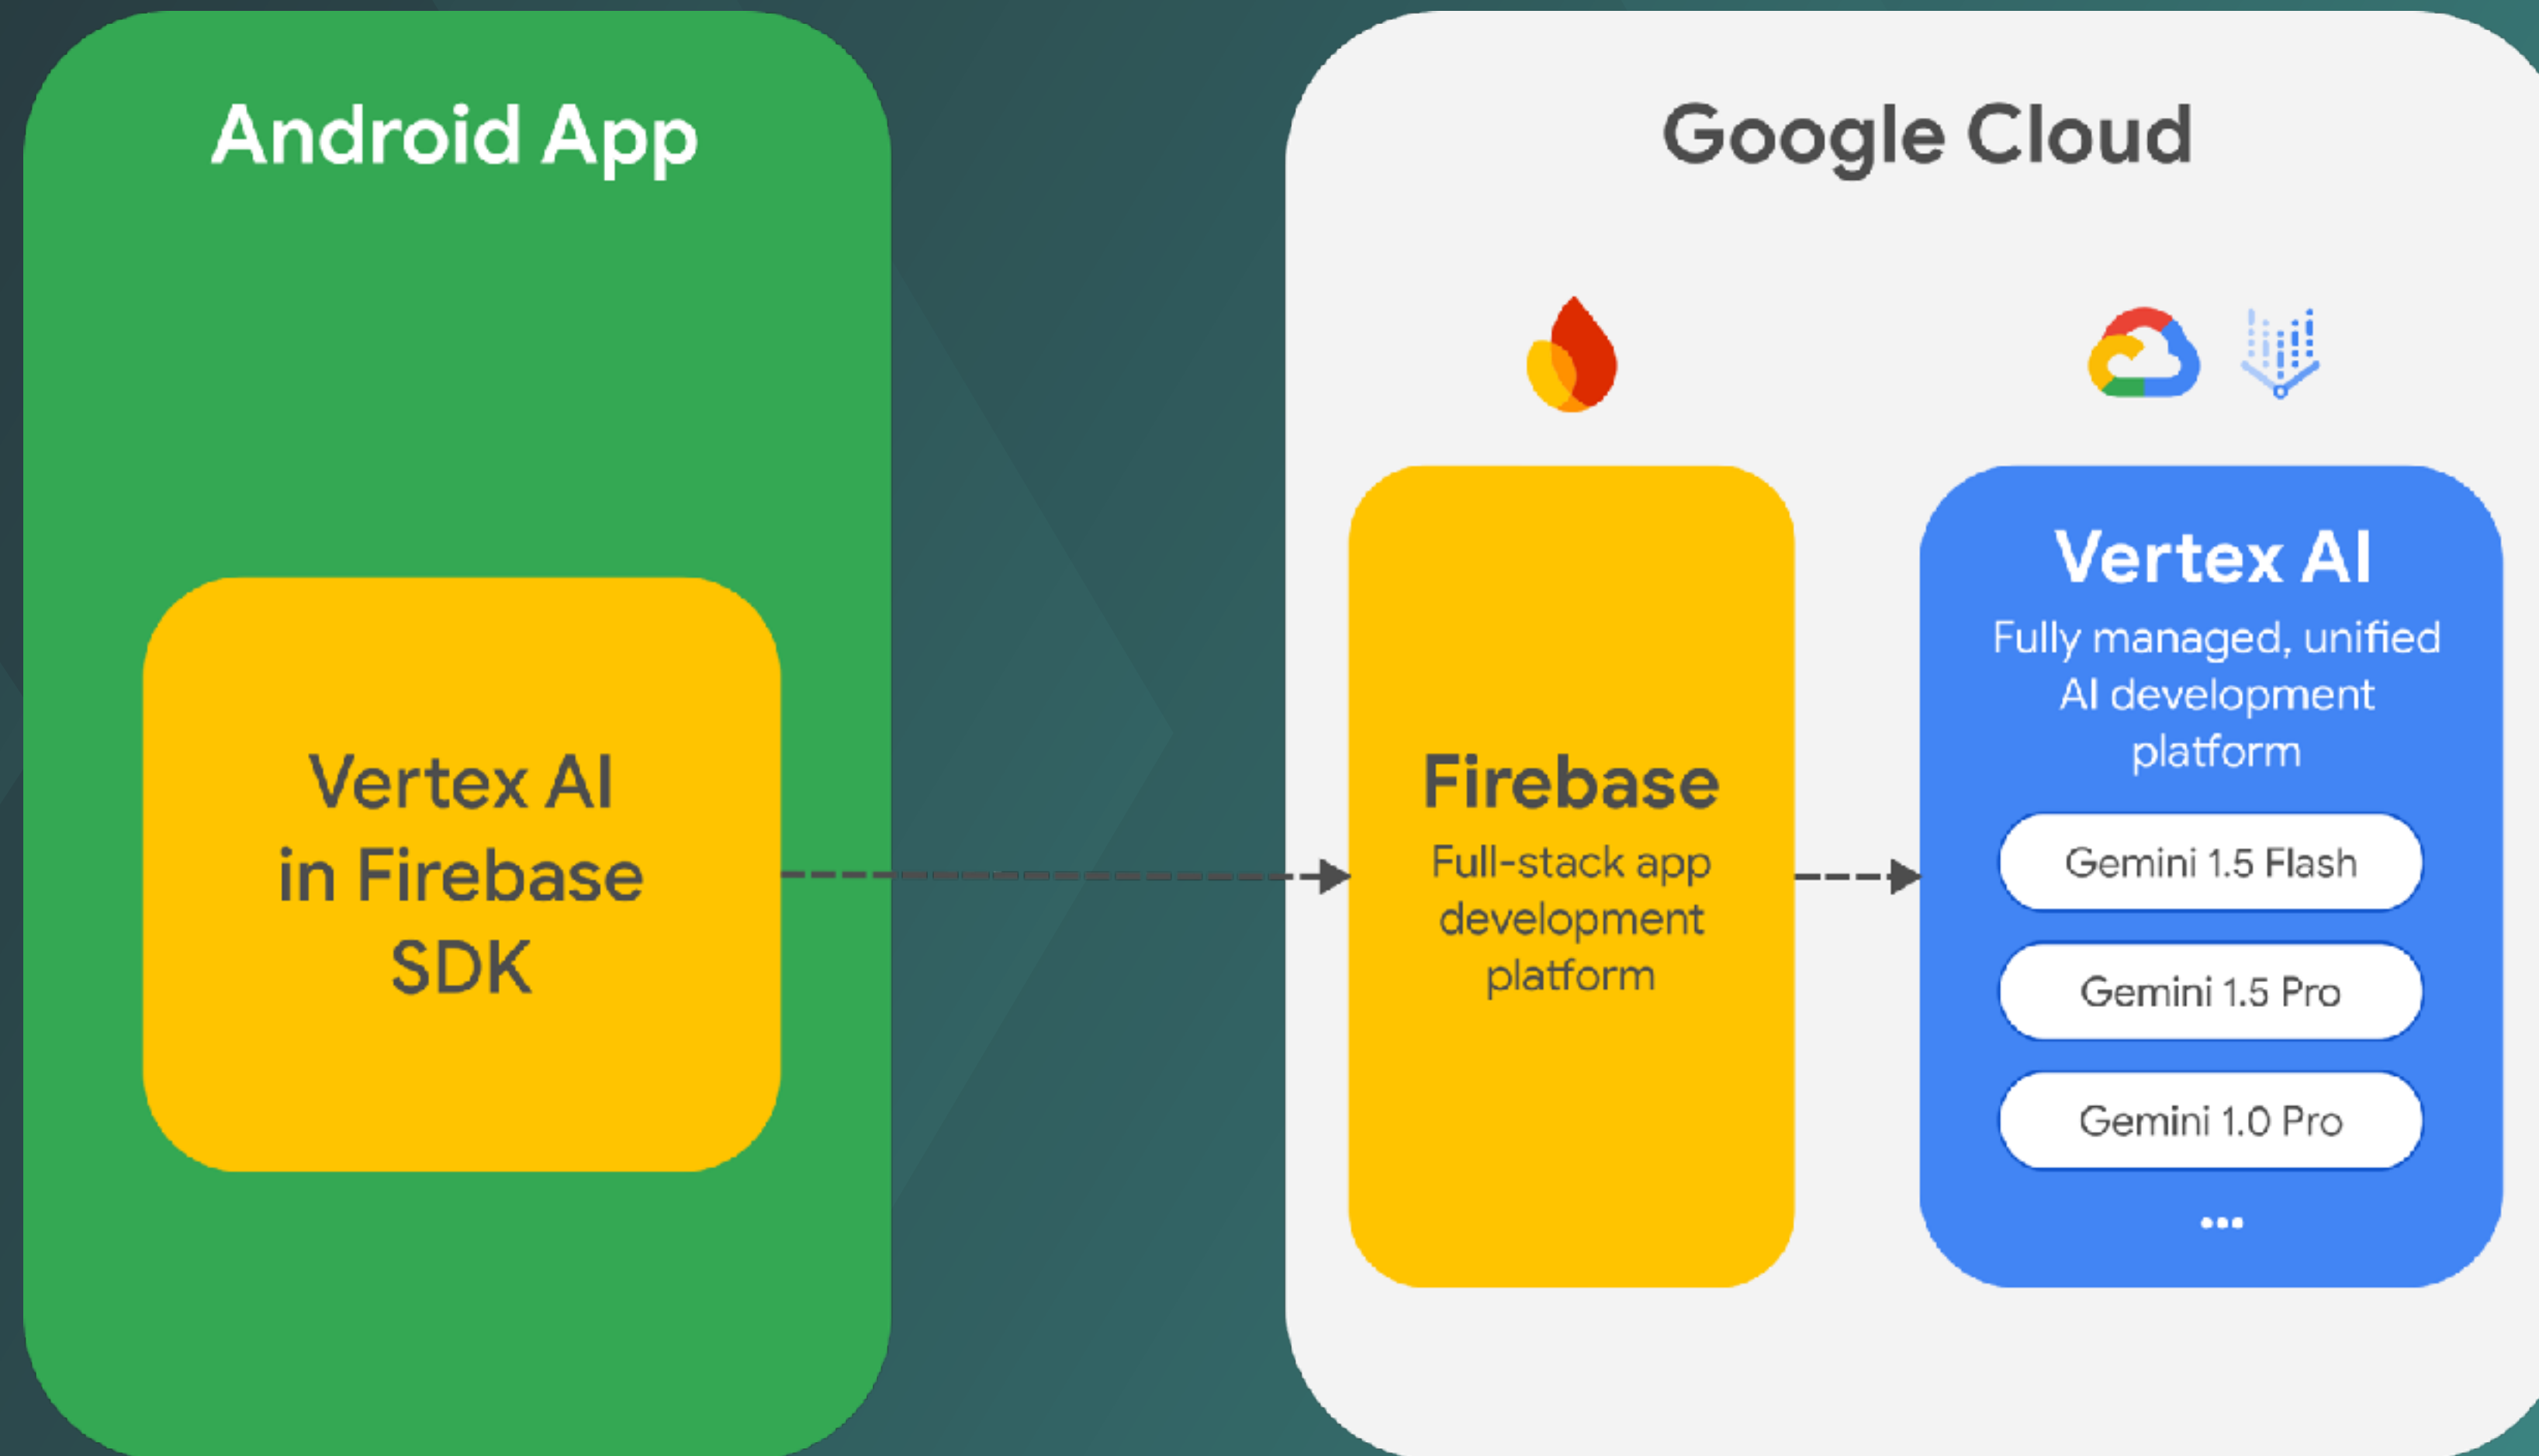 Android App
Vertex AI
in Firebase
SDK
Google Cloud
Firebase
Full-stack app
development
platform
Vertex AI
Fully managed, unified
AI development
platform
Gemini 1.5 Flash
Gemini 1.5 Pro
Gemini 1.0 Pro
...